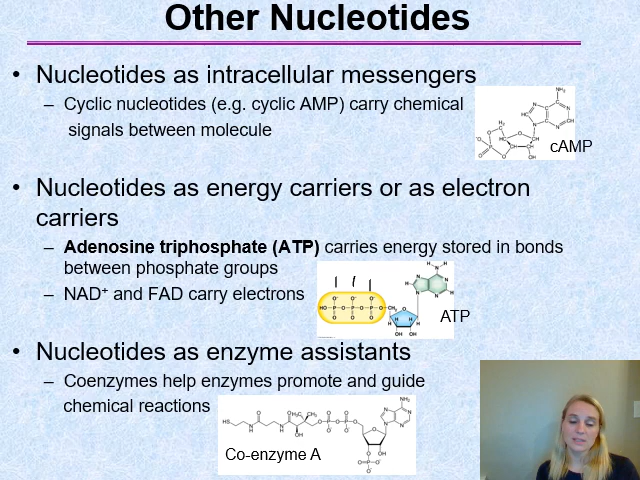 Other Nucleotides
• Nucleotides as intracellular messengers
– Cyclic nucleotides (e.g. cyclic AMP) carry chemical
signals between molecule
cAMP
• Nucleotides as energy carriers or as electron
carriers
– Adenosine triphosphate (ATP) carries energy stored in bonds
between phosphate groups
– NAD⁺ and FAD carry electrons
ATP
• Nucleotides as enzyme assistants
– Coenzymes help enzymes promote and guide
chemical reactions
Co-enzyme A